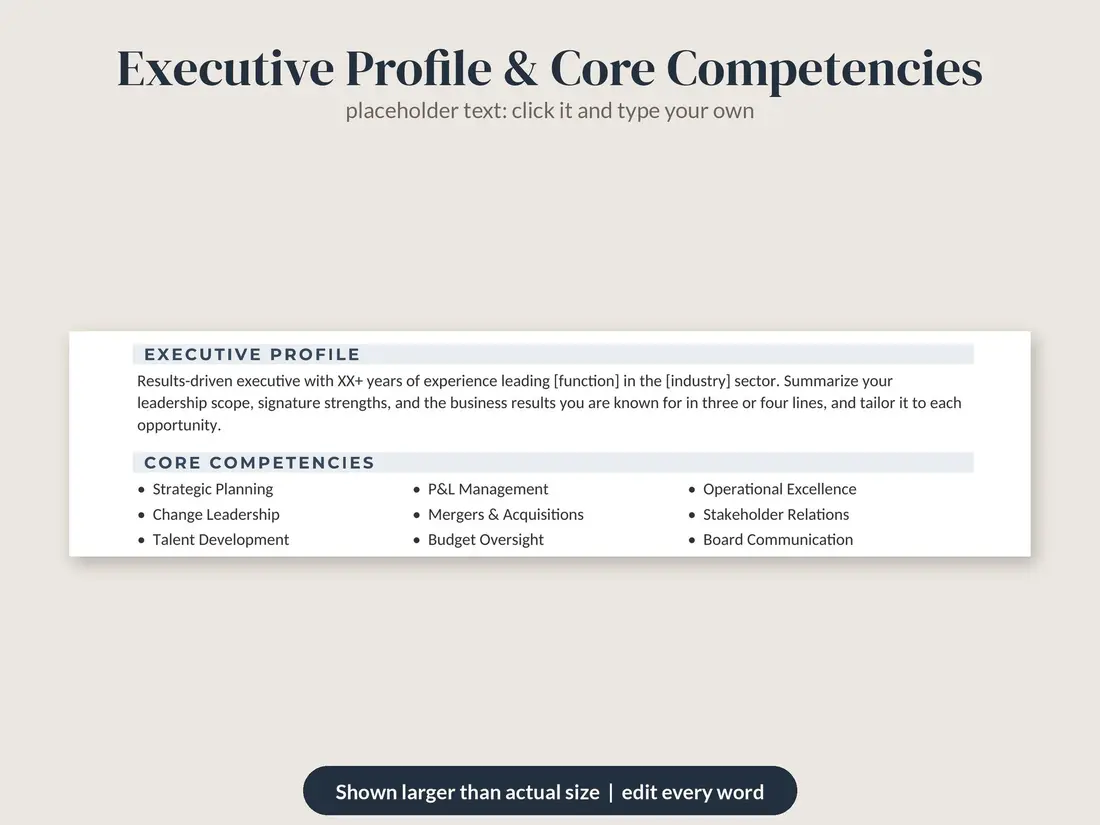 Executive Profile & Core Competencies
placeholder text: click it and type your own
EXECUTIVE PROFILE
Results-driven executive with XX+ years of experience leading [function] in the [industry] sector. Summarize your
leadership scope, signature strengths, and the business results you are known for in three or four lines, and tailor it to each
opportunity.
CORE COMPETENCIES
• Strategic Planning • P&L Management • Operational Excellence
• Change Leadership • Mergers & Acquisitions • Stakeholder Relations
• Talent Development • Budget Oversight • Board Communication
Shown larger than actual size | edit every word